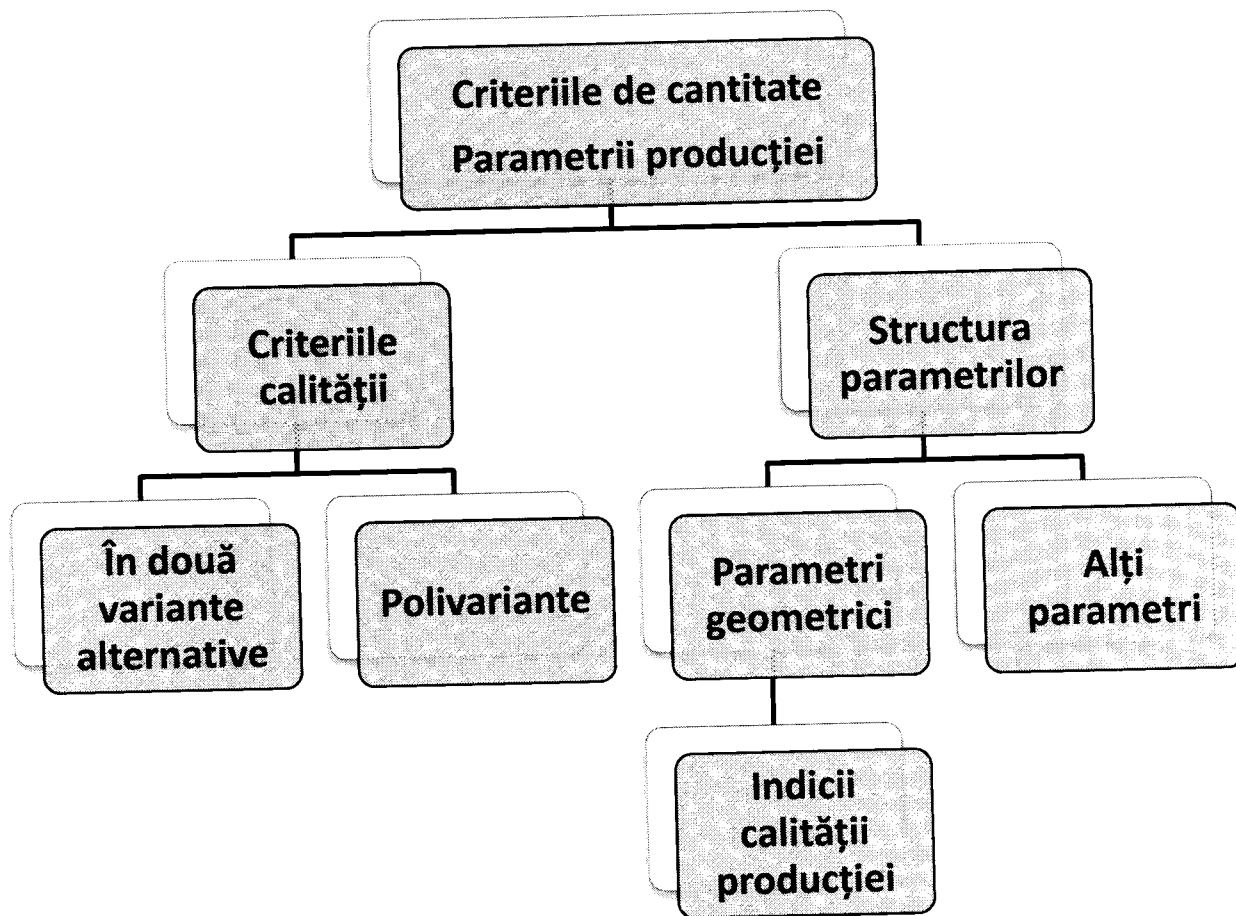 Criteriile de cantitate
Parametrii producției
Criteriile
calității
Structura
parametrilor
În două
variante
alternative
Polivariante
Parametri
geometrici
Alți
parametri
Indicii
calității
producției